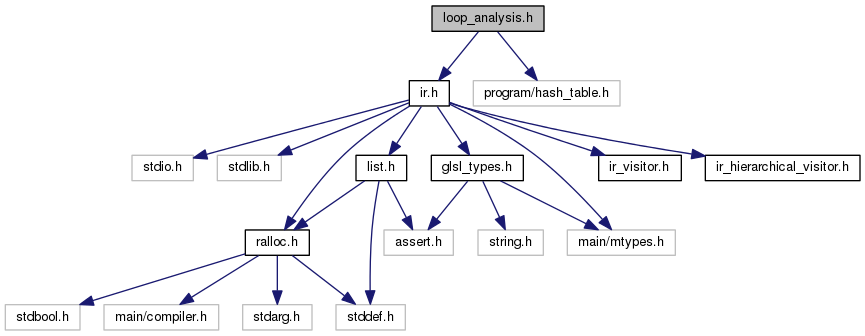 loop_analysis.h
ir.h
program/hash_table.h
stdio.h
stdlib.h
list.h
glsl_types.h
ir_visitor.h
ir_hierarchical_visitor.h
ralloc.h
assert.h
string.h
main/mtypes.h
stdbool.h
main/compiler.h
stdarg.h
stddef.h